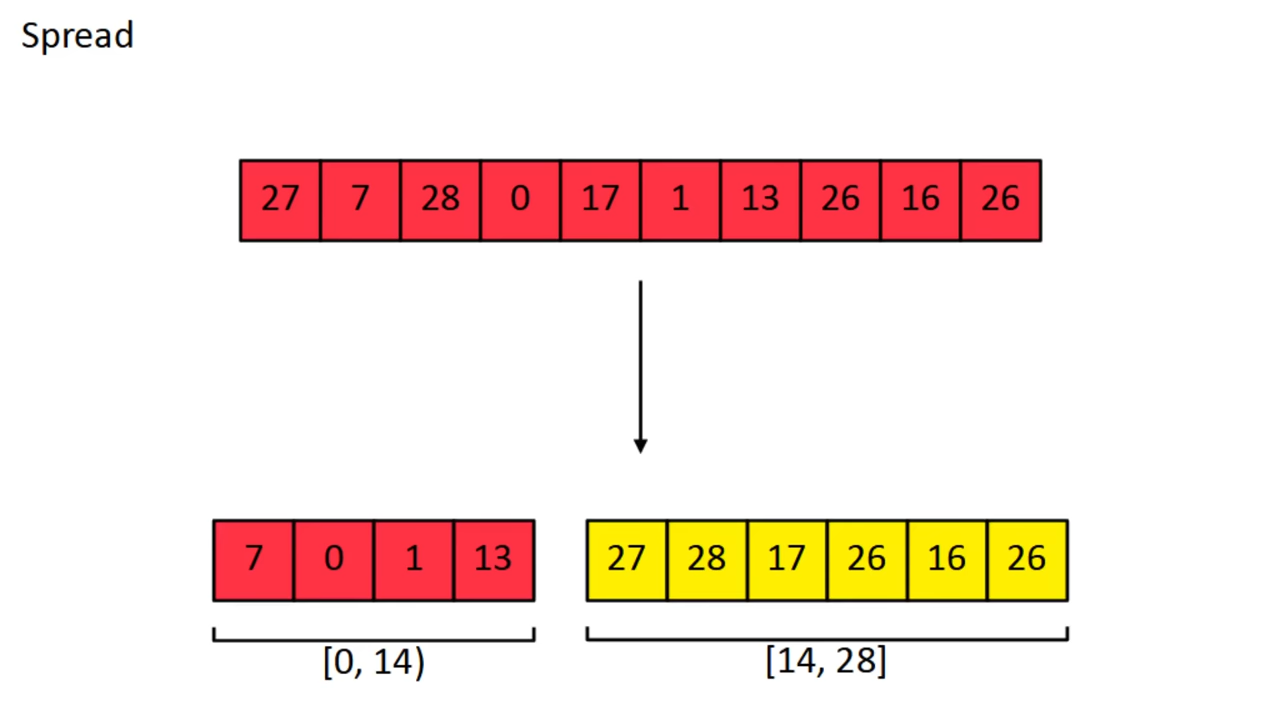 Spread
27 7 28 0 17 1 13 26 16 26
7 0 1 13 27 28 17 26 16 26
[0, 14) [14, 28]